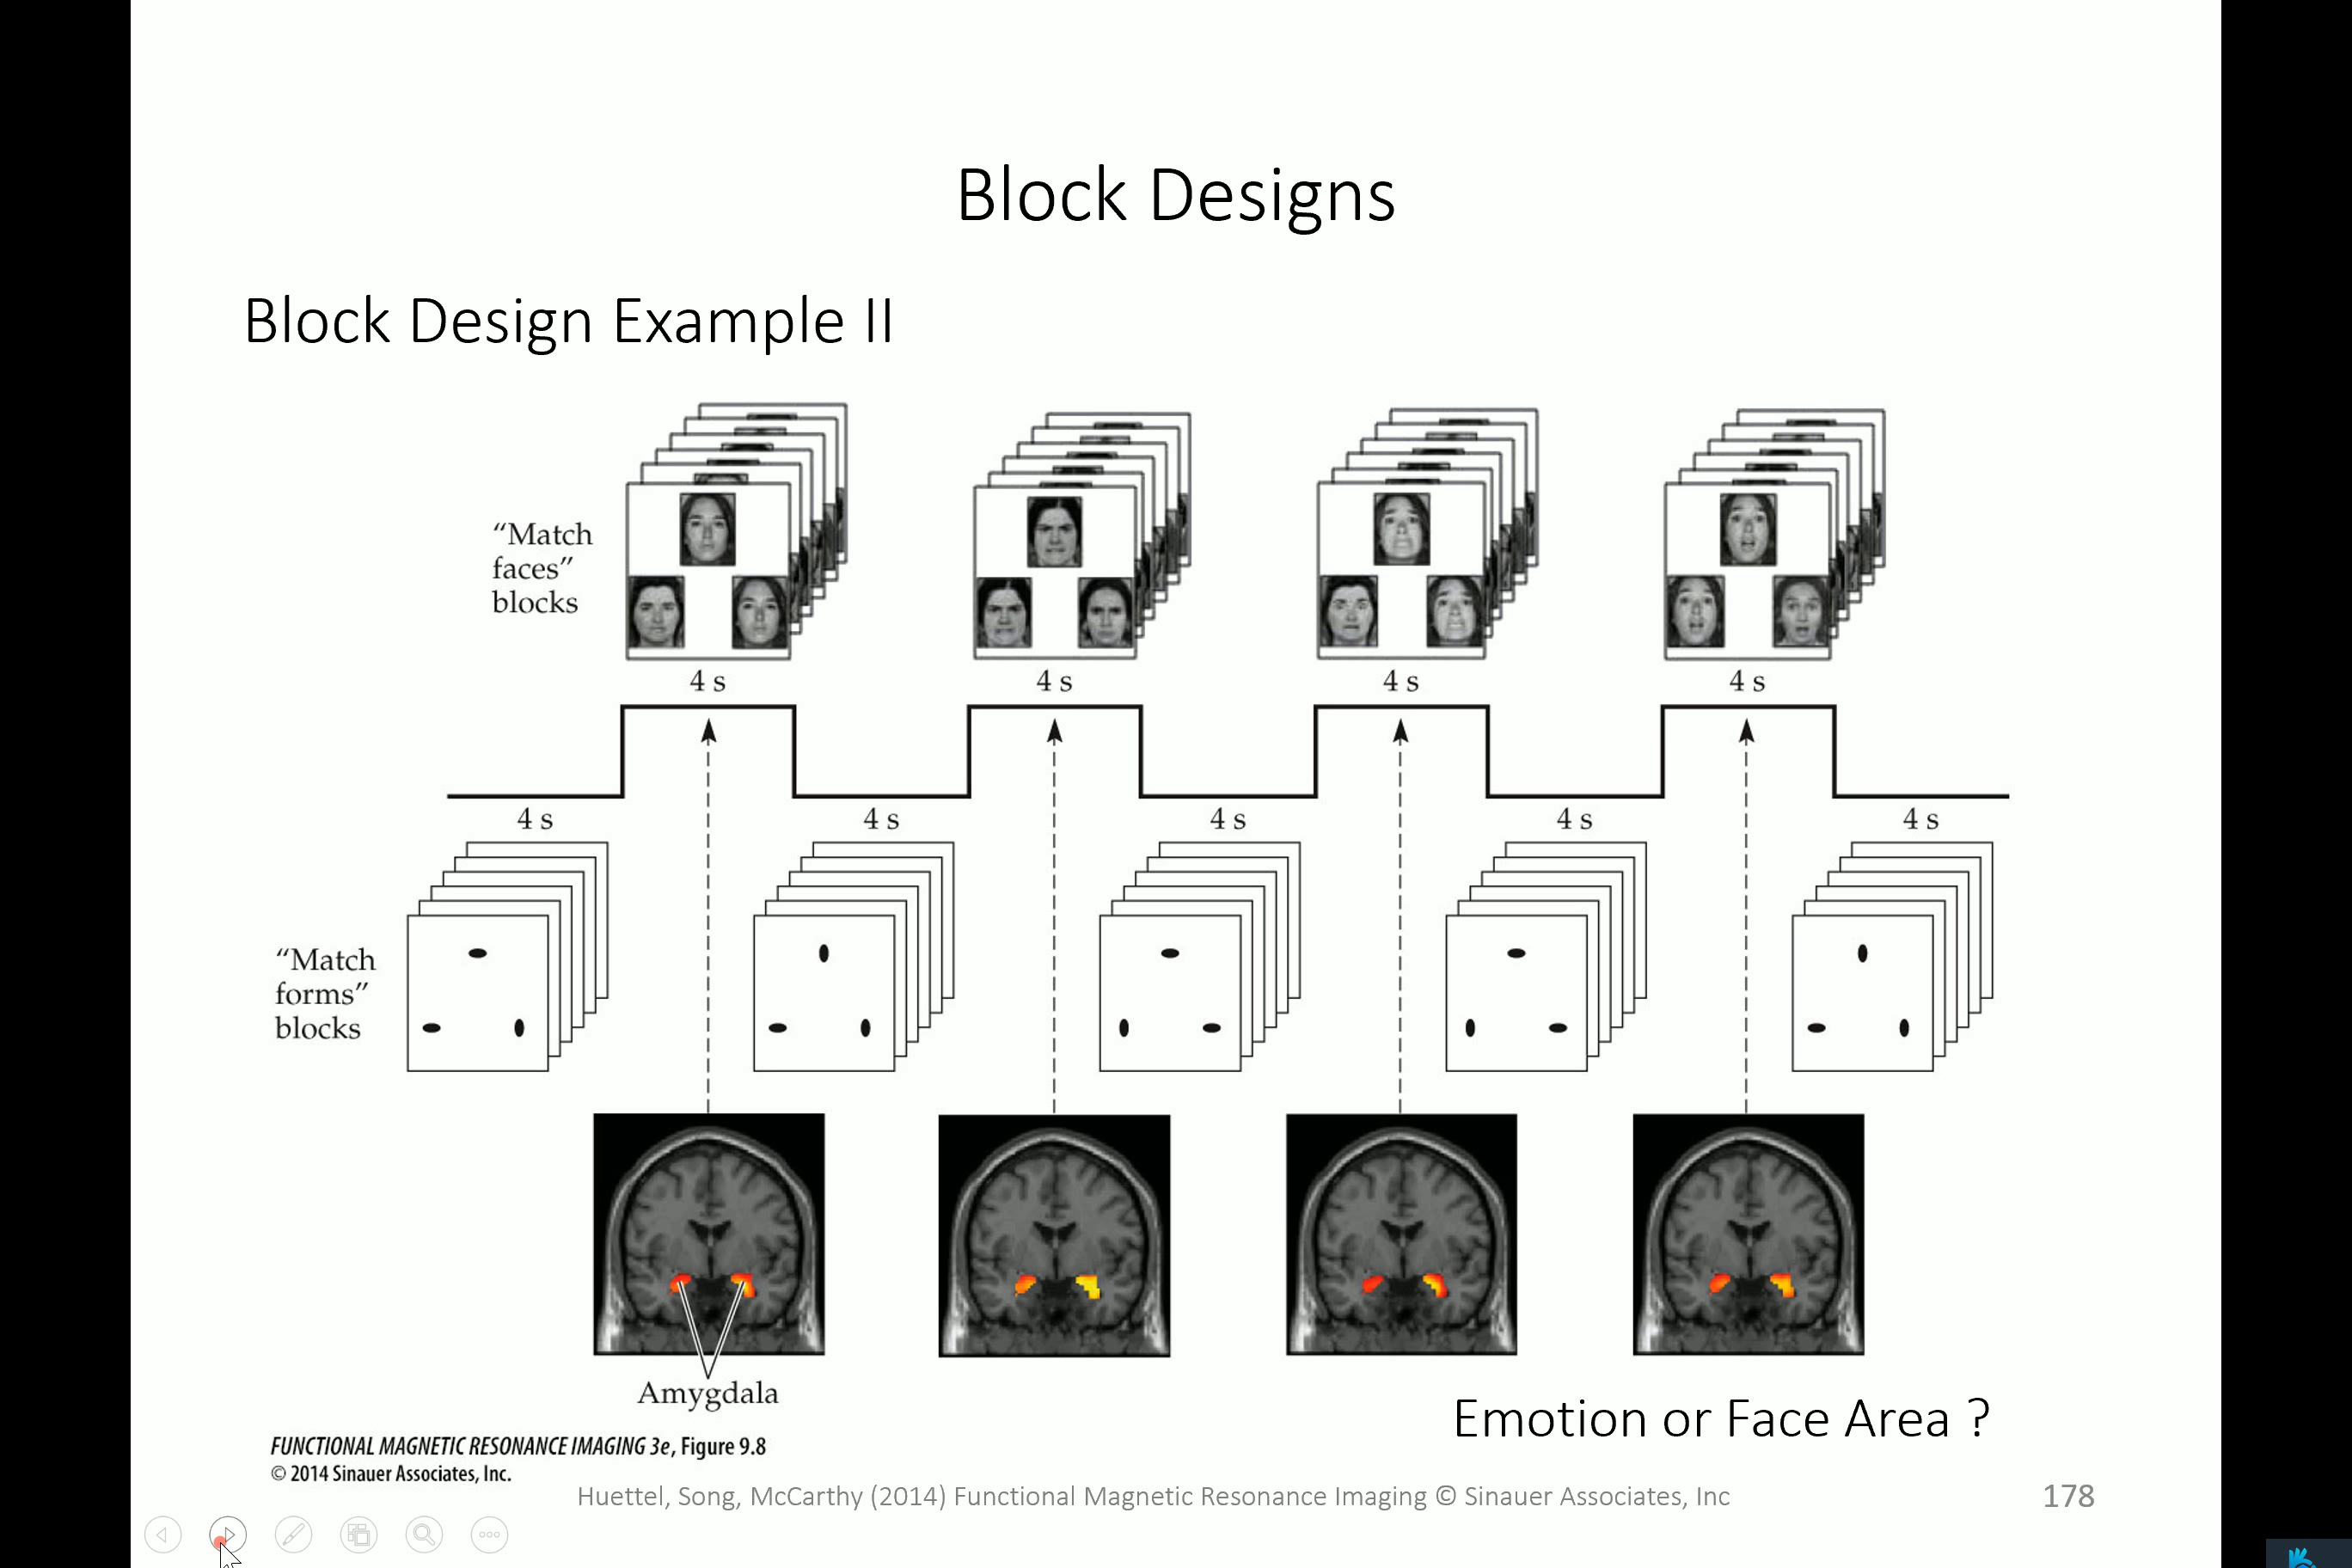 Block Designs
Block Design Example II
“Match
faces”
blocks
4 s
4 s
4 s
4 s
4 s
4 s
4 s
4 s
4 s
“Match
forms”
blocks
Amygdala
Emotion or Face Area ?
FUNCTIONAL MAGNETIC RESONANCE IMAGING 3e, Figure 9.8
© 2014 Sinauer Associates, Inc.
Huettel, Song, McCarthy (2014) Functional Magnetic Resonance Imaging © Sinauer Associates, Inc
178